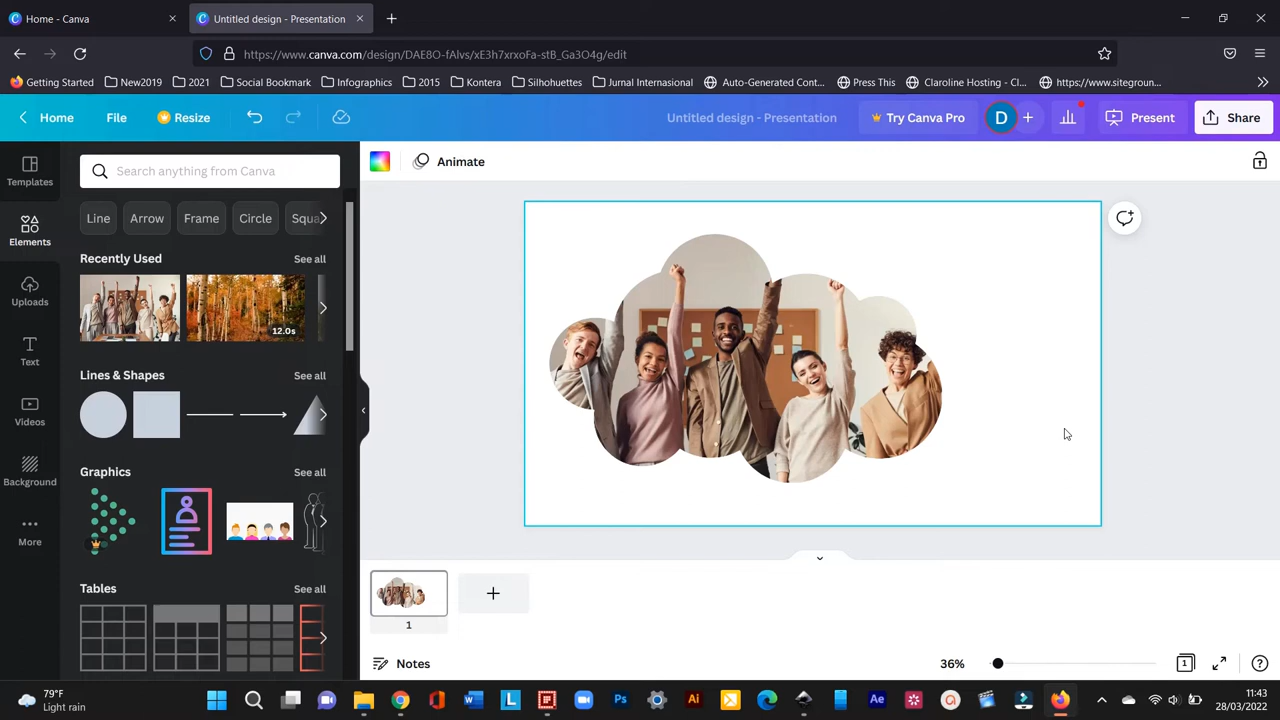 Home - Canva
Untitled design - Presentation
https://www.canva.com/design/DAE8O-fAlvs/xE3h7xrxoFa-stB_Ga3O4g/edit
Getting Started New2019 2021 Social Bookmark Infographics 2015 Kontera Silhouettes Jurnal Internasional Auto-Generated Cont... Press This Claroline Hosting - Cl... https://www.sitegroun...
Home File Resize Untitled design - Presentation Try Canva Pro D Present Share
Templates
Elements
Uploads
Text
Videos
Background
More
Search anything from Canva
Line Arrow Frame Circle Squa
Recently Used See all
12.0s
Lines & Shapes See all
Graphics See all
Tables See all
Animate
1
Notes
36%
1
79°F
Light rain
11:43
28/03/2022